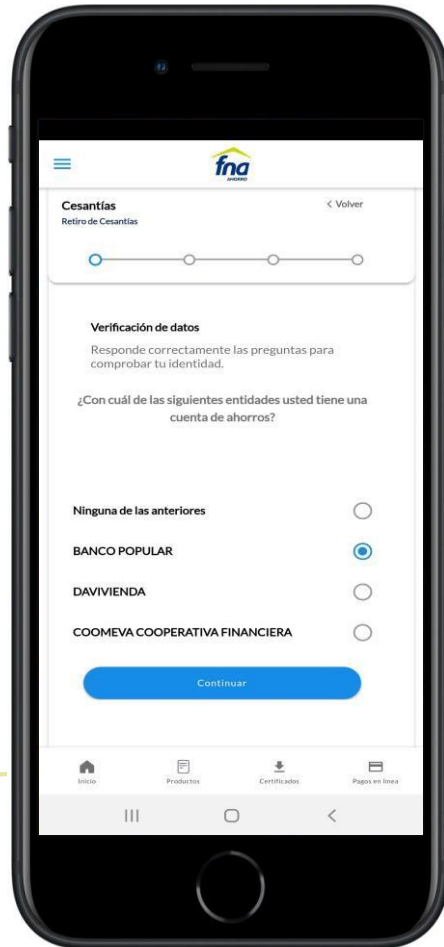 fna
AHORRO
Cesantías
< Volver
Retiro de Cesantías
Verificación de datos
Responde correctamente las preguntas para
comprobar tu identidad.
¿Con cuál de las siguientes entidades usted tiene una
cuenta de ahorros?
Ninguna de las anteriores
BANCO POPULAR
DAVIVIENDA
COOMEVA COOPERATIVA FINANCIERA
Continuar
Inicio
Productos
Certificados
Pagos en línea